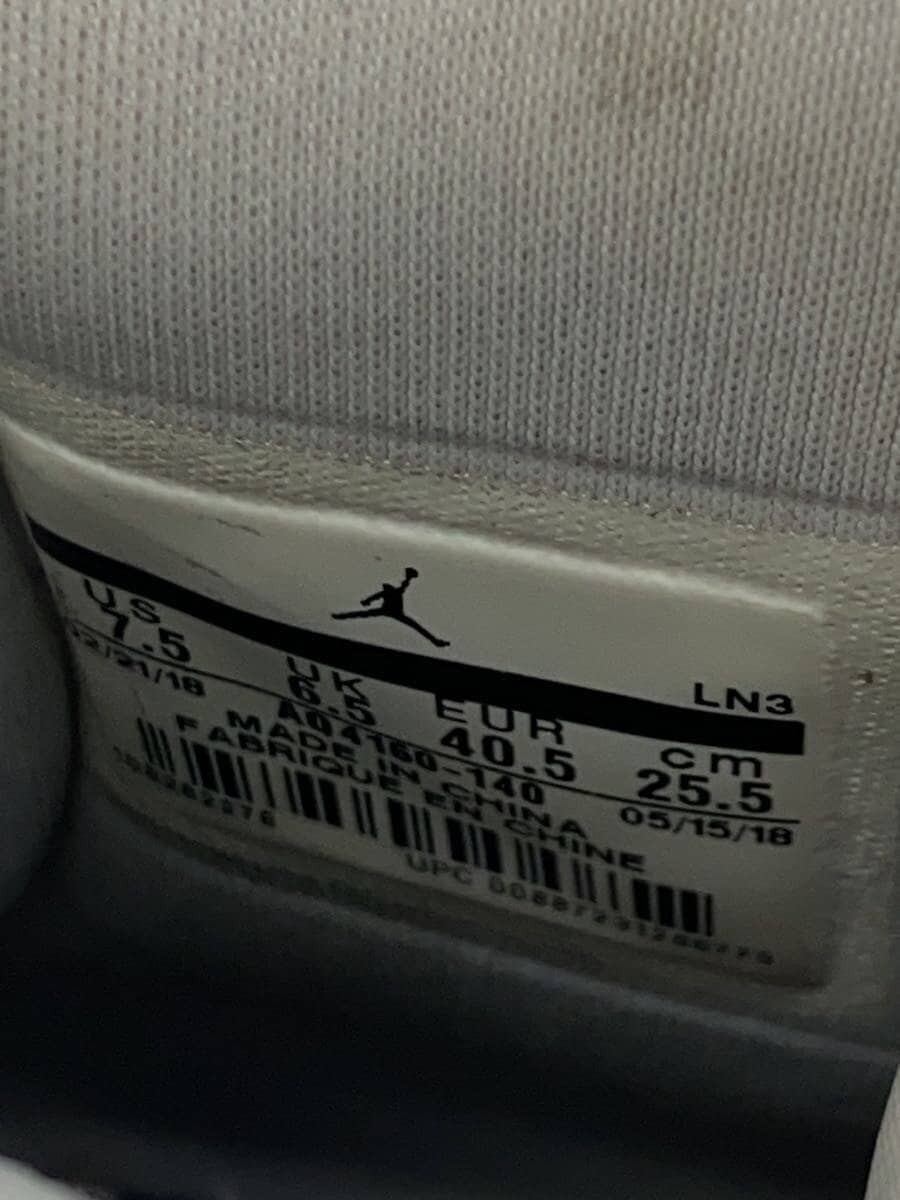 LN3
US UK EUR cm
7.5 6.5 40.5 25.5
05/15/18
AO4160-140
MADE IN CHINA
FABRIQUE EN CHINE
UPC